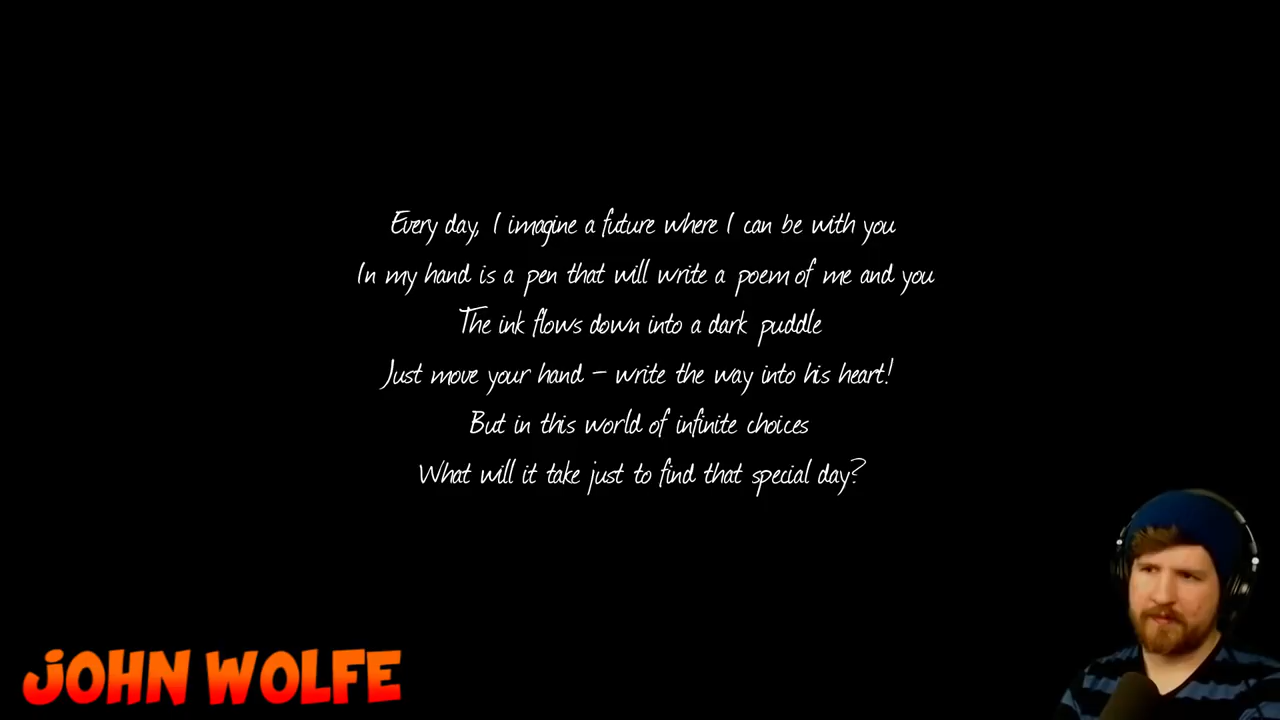 Every day, I imagine a future where I can be with you
In my hand is a pen that will write a poem of me and you
The ink flows down into a dark puddle
Just move your hand – write the way into his heart!
But in this world of infinite choices
What will it take just to find that special day?
JOHN WOLFE